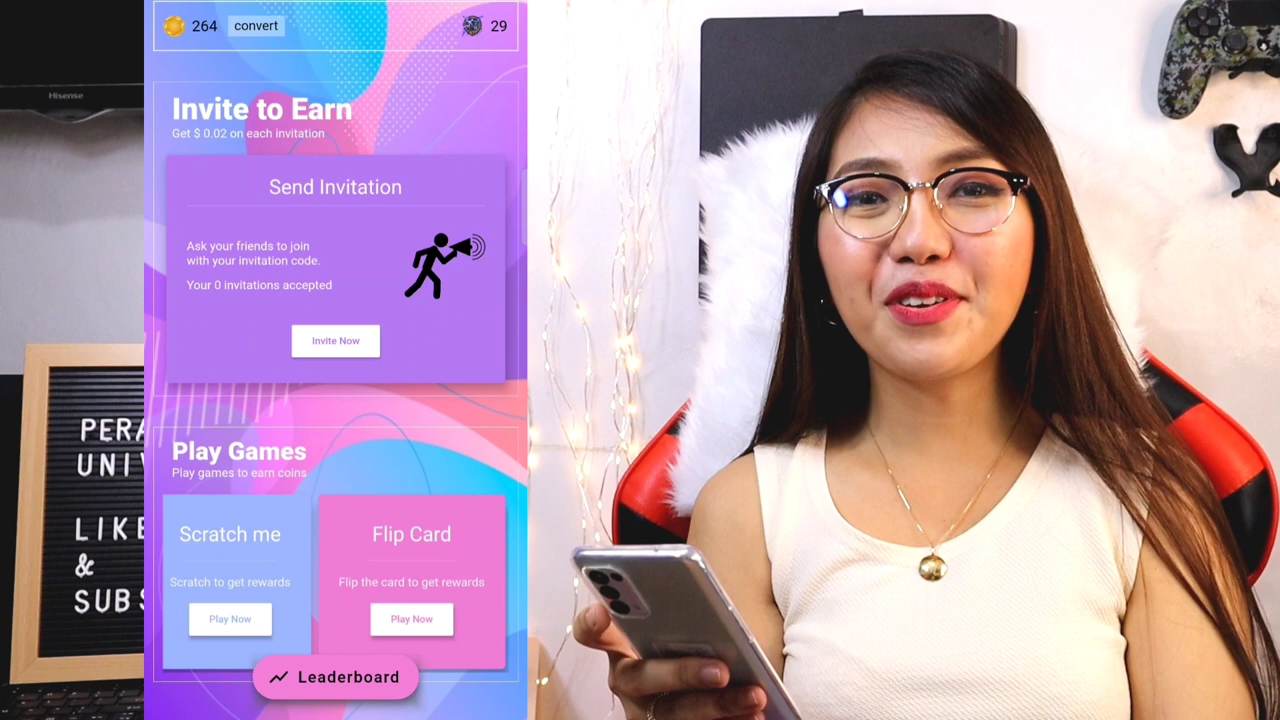 Hisense
264
convert
29
Invite to Earn
Get $ 0.02 on each invitation
Send Invitation
Ask your friends to join
with your invitation code.
Your 0 invitations accepted
Invite Now
Play Games
Play games to earn coins
Scratch me
Scratch to get rewards
Play Now
Flip Card
Flip the card to get rewards
Play Now
Leaderboard
PERA
UNIV
LIKE
&
SUBS